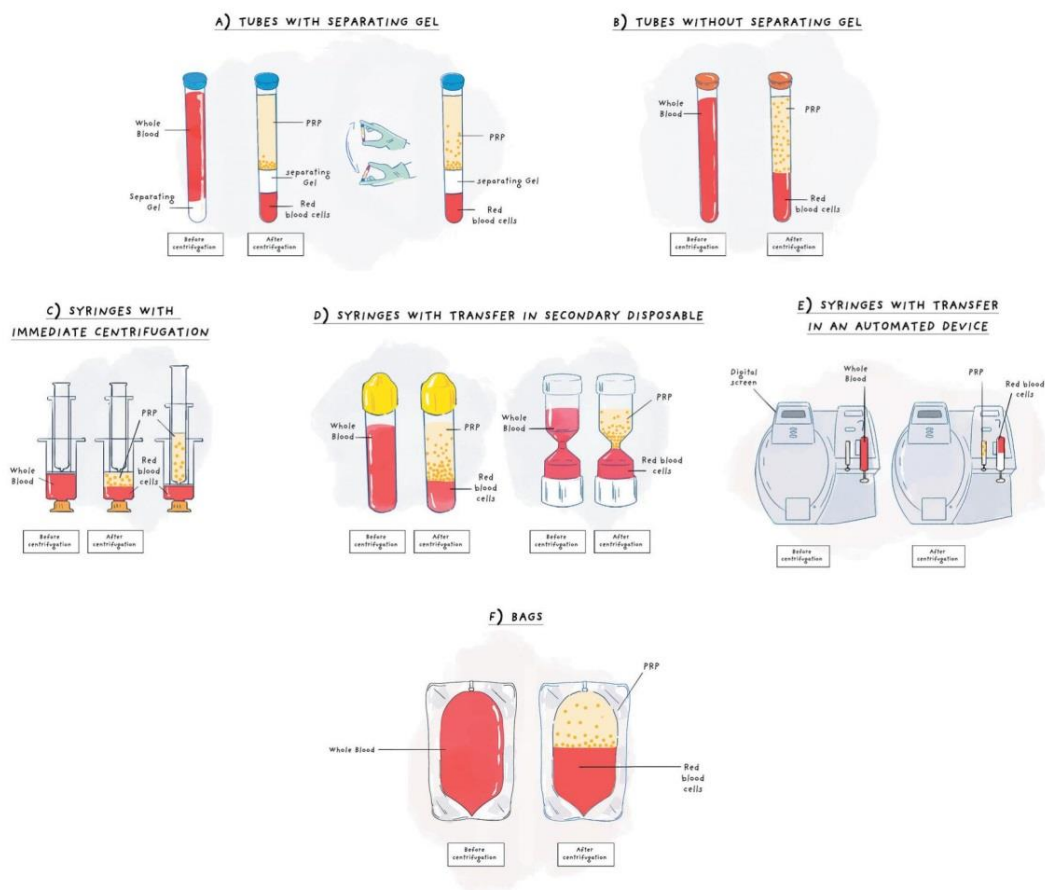 A) TUBES WITH SEPARATING GEL
Whole
Blood
Separating
Gel
Before
centrifugation
PRP
separating
Gel
Red
blood cells
After
centrifugation
PRP
separating Gel
Red
blood cells
B) TUBES WITHOUT SEPARATING GEL
Whole
Blood
Before
centrifugation
PRP
Red
blood cells
After
centrifugation
C) SYRINGES WITH
IMMEDIATE CENTRIFUGATION
PRP
Whole
Blood
Red
blood
cells
Before
centrifugation
After
centrifugation
D) SYRINGES WITH TRANSFER IN SECONDARY DISPOSABLE
Whole
Blood
PRP
Red
blood cells
Before
centrifugation
After
centrifugation
Whole
Blood
PRP
Red blood
cells
Before
centrifugation
After
centrifugation
E) SYRINGES WITH TRANSFER
IN AN AUTOMATED DEVICE
Digital
screen
Whole
Blood
PRP
Red blood
cells
Before
centrifugation
After
centrifugation
F) BAGS
Whole Blood
PRP
Red
blood
cells
Before
centrifugation
After
centrifugation